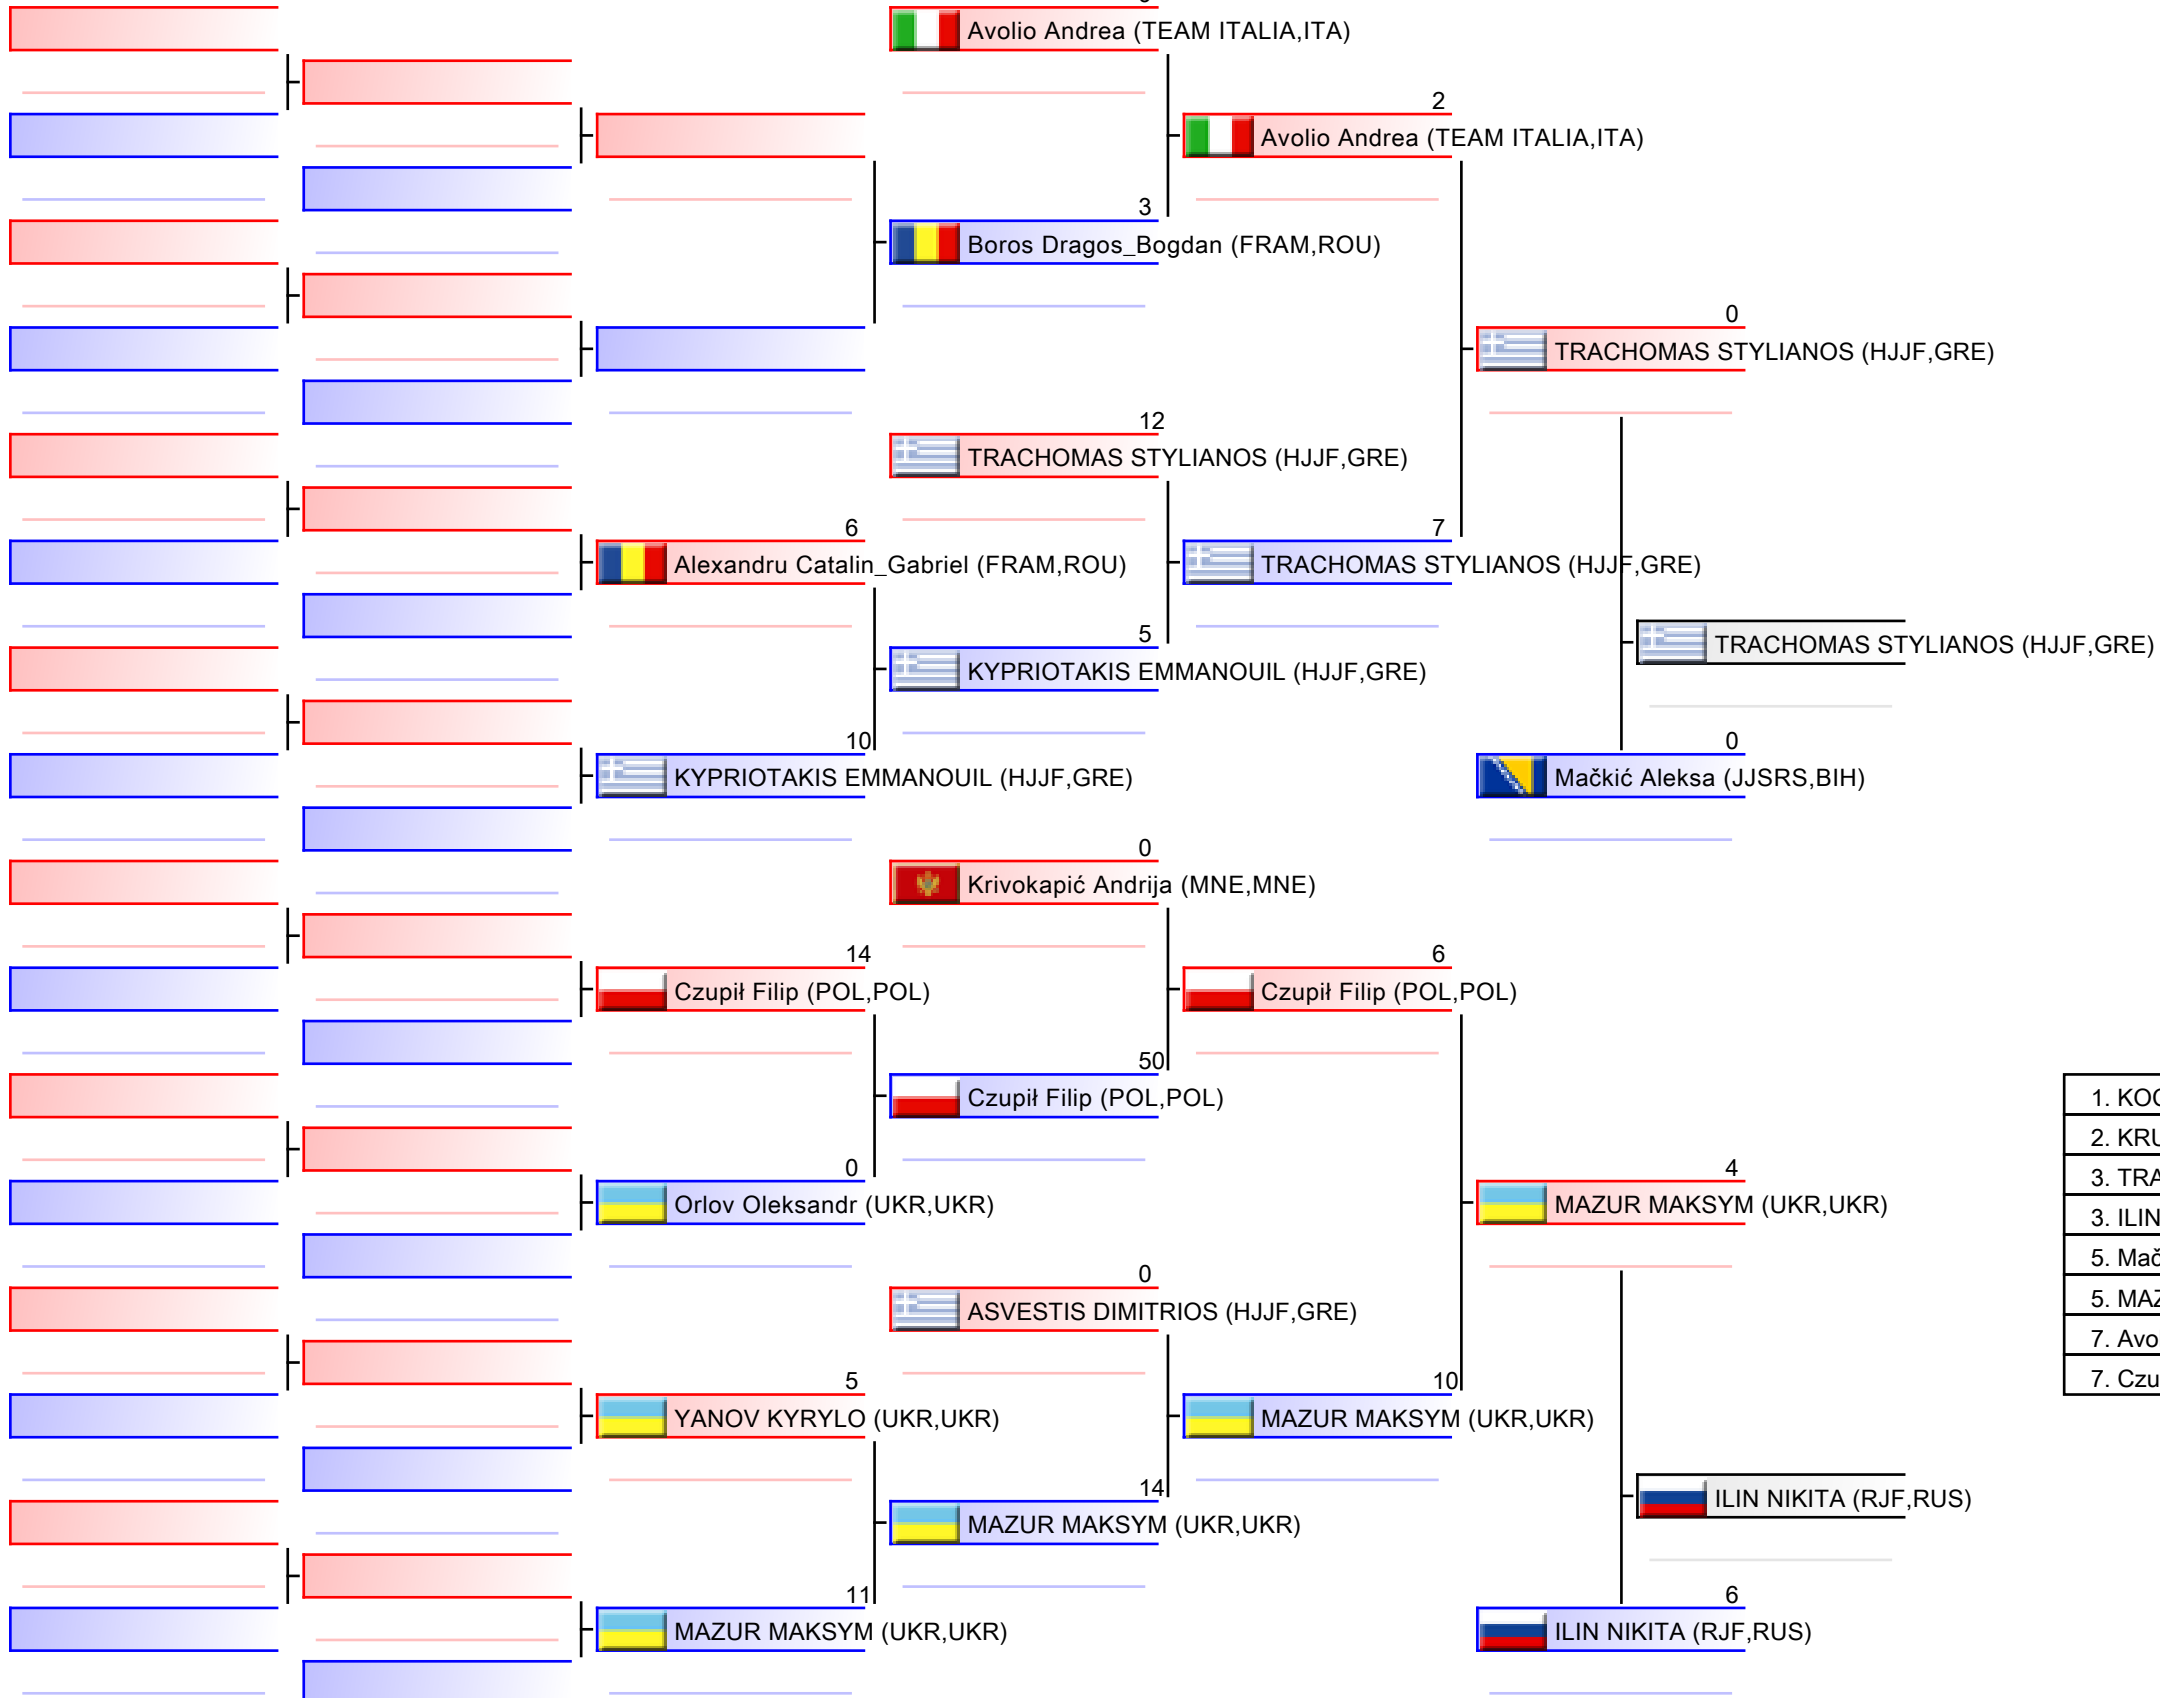 Avolio Andrea (TEAM ITALIA,ITA)
2
Avolio Andrea (TEAM ITALIA,ITA)
3
Boros Dragos_Bogdan (FRAM,ROU)
0
TRACHOMAS STYLIANOS (HJJF,GRE)
12
TRACHOMAS STYLIANOS (HJJF,GRE)
6
Alexandru Catalin_Gabriel (FRAM,ROU)
7
TRACHOMAS STYLIANOS (HJJF,GRE)
5
KYPRIOTAKIS EMMANOUIL (HJJF,GRE)
TRACHOMAS STYLIANOS (HJJF,GRE)
10
KYPRIOTAKIS EMMANOUIL (HJJF,GRE)
0
Mačkić Aleksa (JJSRS,BIH)
0
Krivokapić Andrija (MNE,MNE)
14
Czupił Filip (POL,POL)
6
Czupił Filip (POL,POL)
50
Czupił Filip (POL,POL)
0
Orlov Oleksandr (UKR,UKR)
4
MAZUR MAKSYM (UKR,UKR)
0
ASVESTIS DIMITRIOS (HJJF,GRE)
5
YANOV KYRYLO (UKR,UKR)
10
MAZUR MAKSYM (UKR,UKR)
14
MAZUR MAKSYM (UKR,UKR)
ILIN NIKITA (RJF,RUS)
11
MAZUR MAKSYM (UKR,UKR)
6
ILIN NIKITA (RJF,RUS)
1.
2. KRU
3. TRA
3. ILIN
5. Mač
5. MAZ
7. Avo
7. Czu